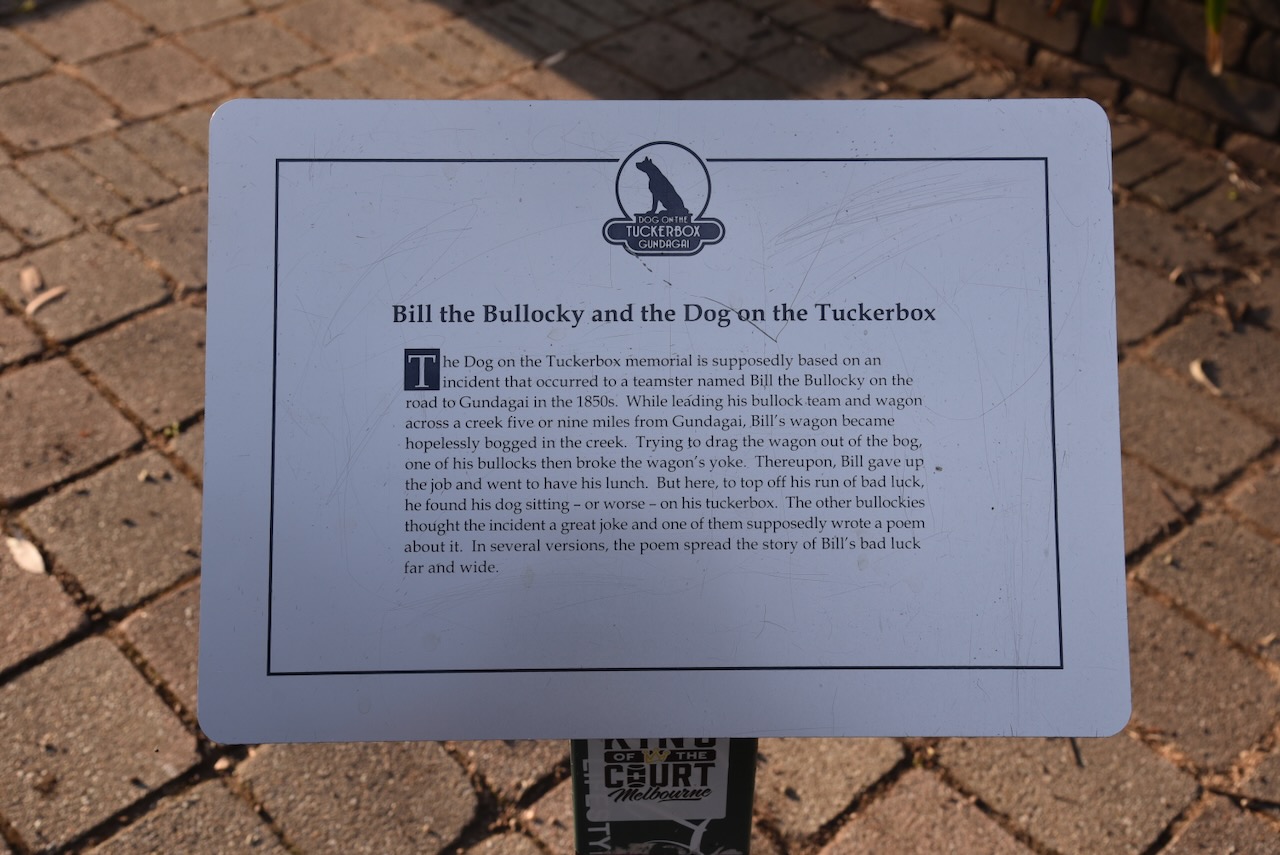 DOG ON THE
TUCKERBOX
GUNDAGAI
Bill the Bullocky and the Dog on the Tuckerbox
The Dog on the Tuckerbox memorial is supposedly based on an
incident that occurred to a teamster named Bill the Bullocky on the
road to Gundagai in the 1850s. While leading his bullock team and wagon
across a creek five or nine miles from Gundagai, Bill's wagon became
hopelessly bogged in the creek. Trying to drag the wagon out of the bog,
one of his bullocks then broke the wagon's yoke. Thereupon, Bill gave up
the job and went to have his lunch. But here, to top off his run of bad luck,
he found his dog sitting – or worse – on his tuckerbox. The other bullockies
thought the incident a great joke and one of them supposedly wrote a poem
about it. In several versions, the poem spread the story of Bill's bad luck
far and wide.
KING
OF THE
COURT
Melbourne